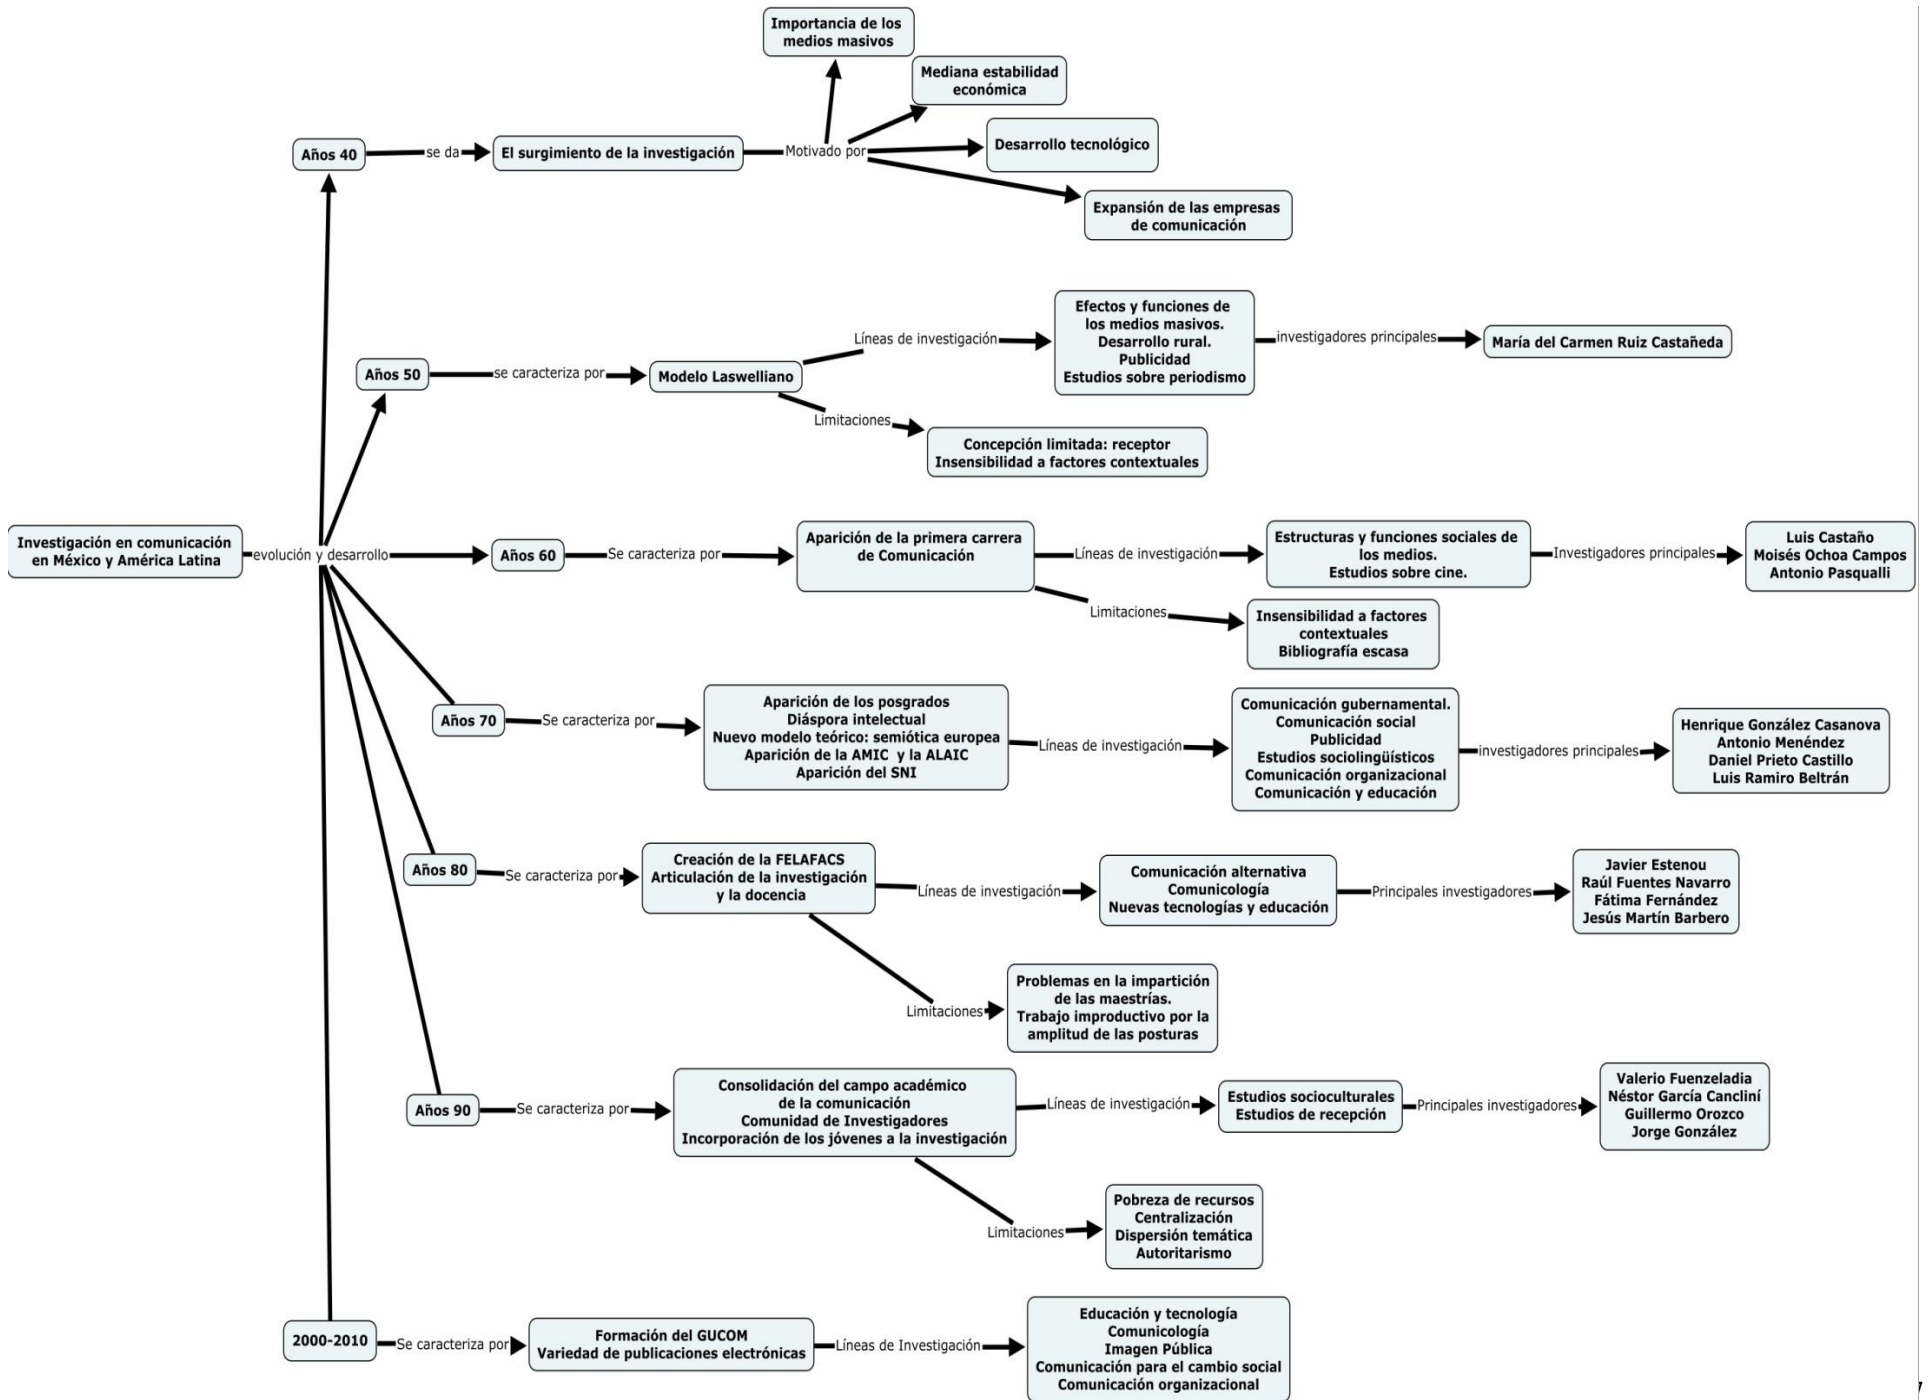 Importancia de los
medios masivos
Mediana estabilidad
económica
Años 40
se da
El surgimiento de la investigación
Motivado por
Desarrollo tecnológico
Expansión de las empresas
de comunicación
Años 50
se caracteriza por
Modelo Laswelliano
Líneas de investigación
Efectos y funciones de
los medios masivos.
Desarrollo rural.
Publicidad
Estudios sobre periodismo
investigadores principales
María del Carmen Ruiz Castañeda
Limitaciones
Concepción limitada: receptor
Insensibilidad a factores contextuales
Investigación en comunicación
en México y América Latina
evolución y desarrollo
Años 60
Se caracteriza por
Aparición de la primera carrera
de Comunicación
Líneas de investigación
Estructuras y funciones sociales de
los medios.
Estudios sobre cine.
Investigadores principales
Luis Castaño
Moisés Ochoa Campos
Antonio Pasqualli
Limitaciones
Insensibilidad a factores
contextuales
Bibliografía escasa
Años 70
Se caracteriza por
Aparición de los posgrados
Diáspora intelectual
Nuevo modelo teórico: semiótica europea
Aparición de la AMIC y la ALAIC
Aparición del SNI
Líneas de investigación
Comunicación gubernamental.
Comunicación social
Publicidad
Estudios sociolingüísticos
Comunicación organizacional
Comunicación y educación
investigadores principales
Henrique González Casanova
Antonio Menéndez
Daniel Prieto Castillo
Luis Ramiro Beltrán
Años 80
Se caracteriza por
Creación de la FELAFACS
Articulación de la investigación
y la docencia
Líneas de investigación
Comunicación alternativa
Comunicología
Nuevas tecnologías y educación
Principales investigadores
Javier Estenou
Raúl Fuentes Navarro
Fátima Fernández
Jesús Martín Barbero
Limitaciones
Problemas en la impartición
de las maestrías.
Trabajo improductivo por la
amplitud de las posturas
Años 90
Se caracteriza por
Consolidación del campo académico
de la comunicación
Comunidad de Investigadores
Incorporación de los jóvenes a la investigación
Líneas de investigación
Estudios socioculturales
Estudios de recepción
Principales investigadores
Valerio Fuenzeladia
Néstor García Canclini
Guillermo Orozco
Jorge González
Limitaciones
Pobreza de recursos
Centralización
Dispersión temática
Autoritarismo
2000-2010
Se caracteriza por
Formación del GUCOM
Variedad de publicaciones electrónicas
Líneas de Investigación
Educación y tecnología
Comunicología
Imagen Pública
Comunicación para el cambio social
Comunicación organizacional